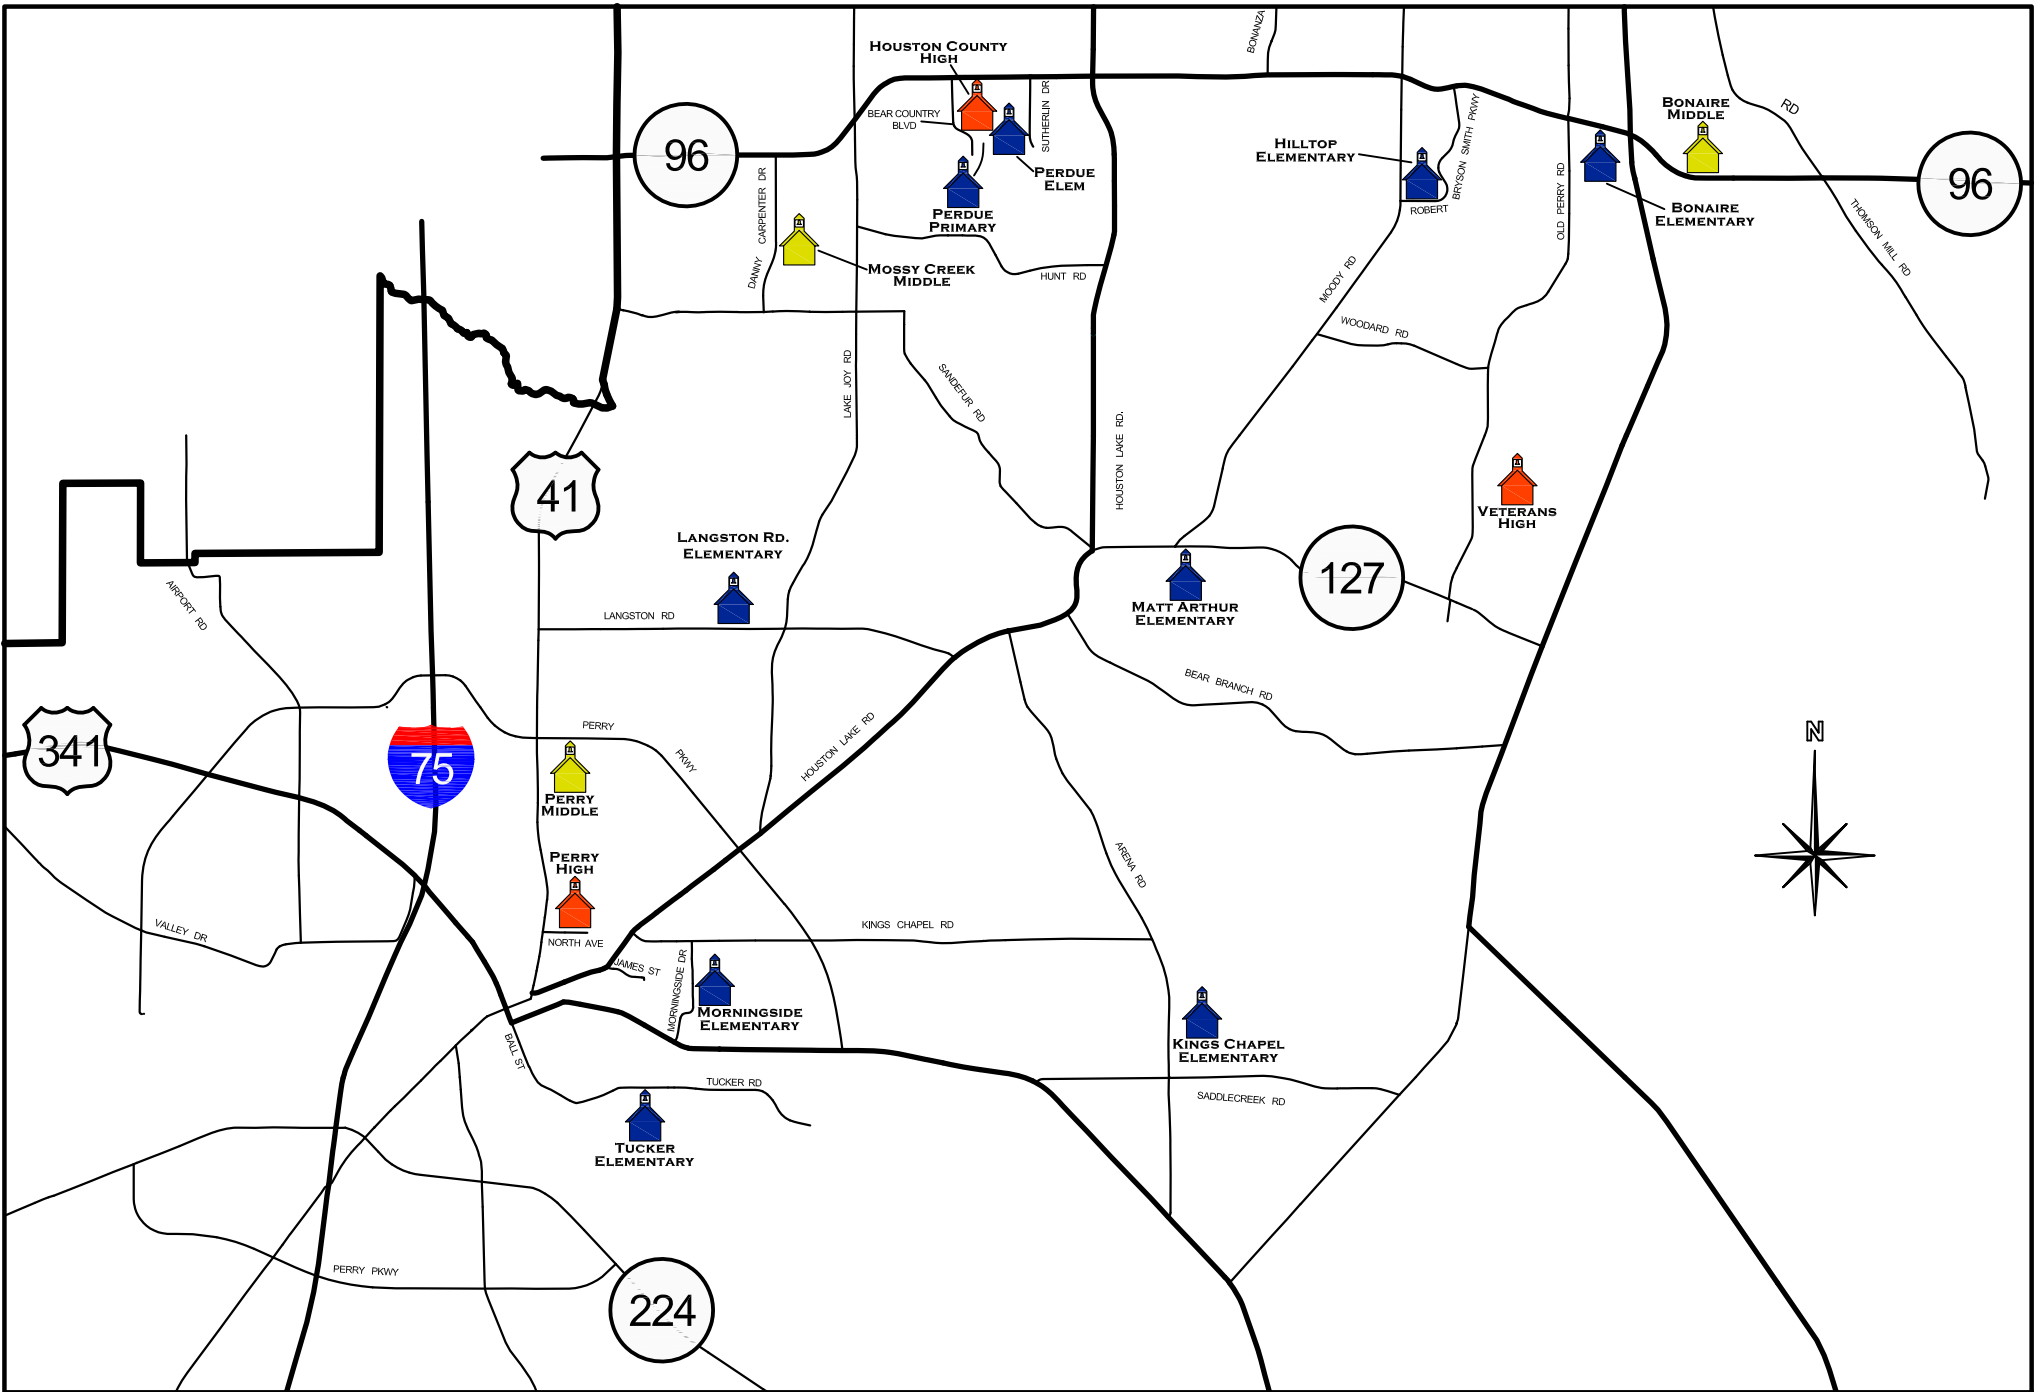 BONANZA
HOUSTON COUNTY
HIGH
BEAR COUNTRY
BLVD
SUTHERLIN DR
PERDUE
ELEM
PERDUE
PRIMARY
96
DANNY CARPENTER DR
MOSSY CREEK
MIDDLE
HUNT RD
HILLTOP
ELEMENTARY
BRYSON SMITH PKWY
ROBERT
OLD PERRY RD
BONAIRE
MIDDLE
RD
96
BONAIRE
ELEMENTARY
THOMSON MILL RD
MOODY RD
WOODARD RD
LAKE JOY RD
SANDEFUR RD
HOUSTON LAKE RD.
41
VETERANS
HIGH
LANGSTON RD.
ELEMENTARY
127
AIRPORT RD
LANGSTON RD
MATT ARTHUR
ELEMENTARY
BEAR BRANCH RD
341
75
PERRY
PKWY
HOUSTON LAKE RD
N
PERRY
MIDDLE
PERRY
HIGH
ARENA RD
VALLEY DR
NORTH AVE
KINGS CHAPEL RD
JAMES ST
MORNINGSIDE DR
MORNINGSIDE
ELEMENTARY
BALL ST
KINGS CHAPEL
ELEMENTARY
TUCKER RD
SADDLECREEK RD
TUCKER
ELEMENTARY
PERRY PKWY
224